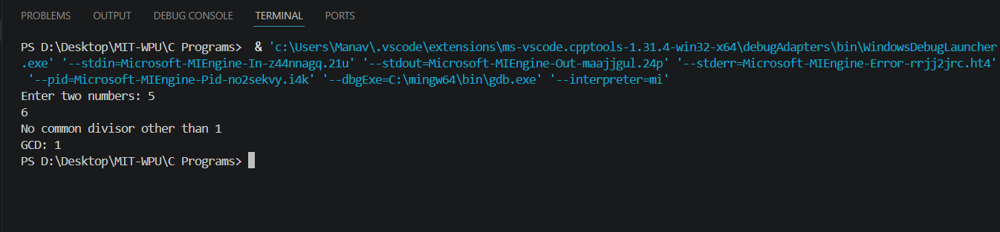 PROBLEMS OUTPUT DEBUG CONSOLE TERMINAL PORTS
PS D:\Desktop\MIT-WPU\C Programs>  & 'c:\Users\Manav\.vscode\extensions\ms-vscode.cpptools-1.31.4-win32-x64\debugAdapters\bin\WindowsDebugLauncher
.exe' '--stdin=Microsoft-MIEngine-In-z44nnagq.21u' '--stdout=Microsoft-MIEngine-Out-maajjgul.24p' '--stderr=Microsoft-MIEngine-Error-rrjj2jrc.ht4'
 '--pid=Microsoft-MIEngine-Pid-no2sekvy.i4k' '--dbgExe=C:\mingw64\bin\gdb.exe' '--interpreter=mi'
Enter two numbers: 5
6
No common divisor other than 1
GCD: 1
PS D:\Desktop\MIT-WPU\C Programs>